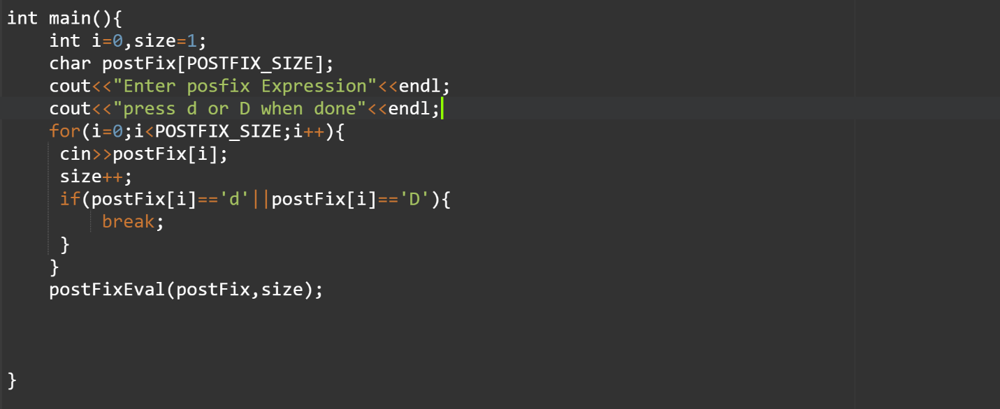 int main(){
    int i=0,size=1;
    char postFix[POSTFIX_SIZE];
    cout<<"Enter posfix Expression"<<endl;
    cout<<"press d or D when done"<<endl;
    for(i=0;i<POSTFIX_SIZE;i++){
     cin>>postFix[i];
     size++;
     if(postFix[i]=='d'||postFix[i]=='D'){
         break;
     }
    }
    postFixEval(postFix,size);
}